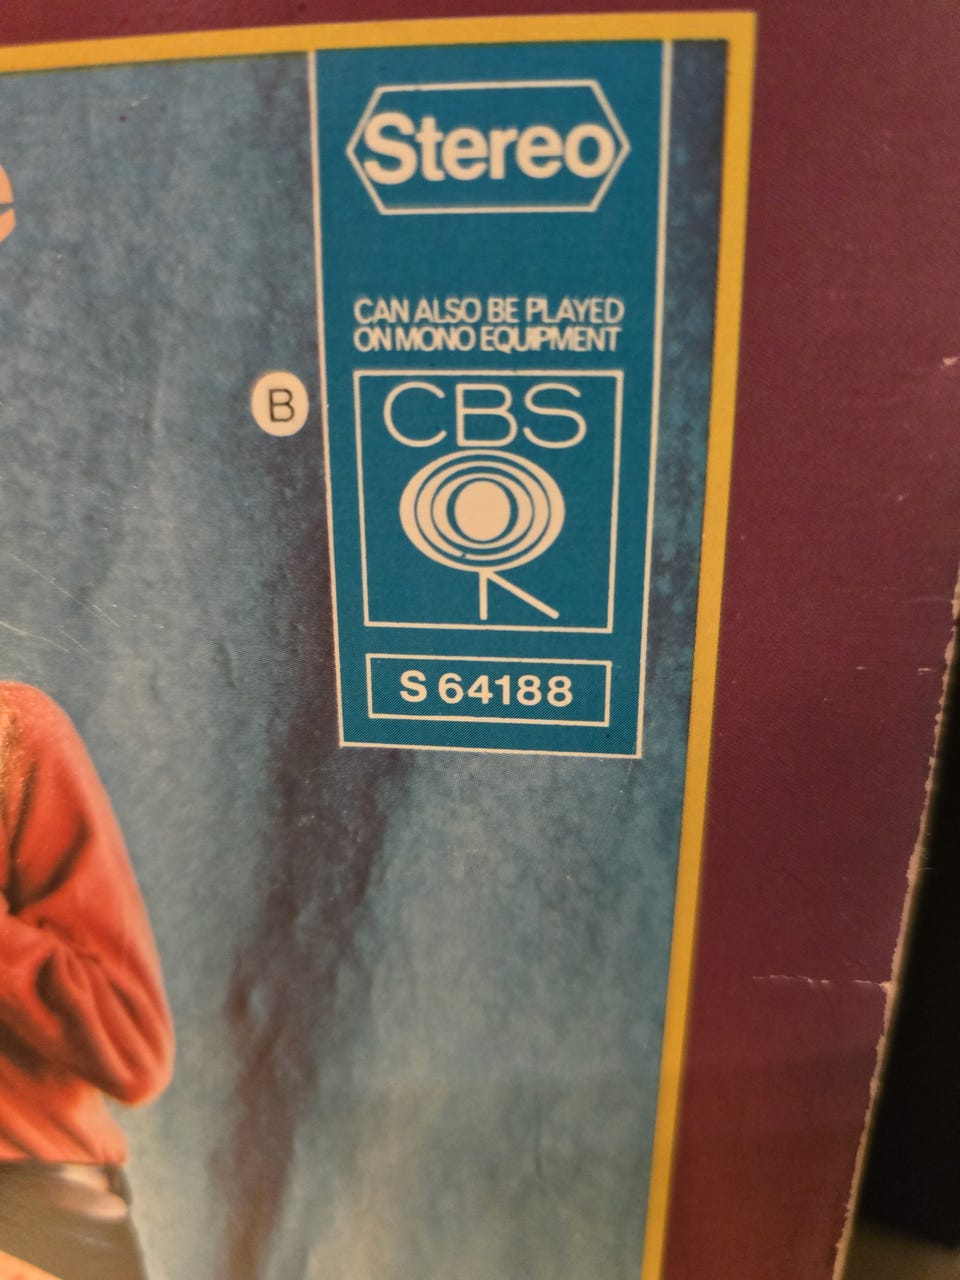 Stereo
CAN ALSO BE PLAYED
ON MONO EQUIPMENT
B
CBS
S 64188